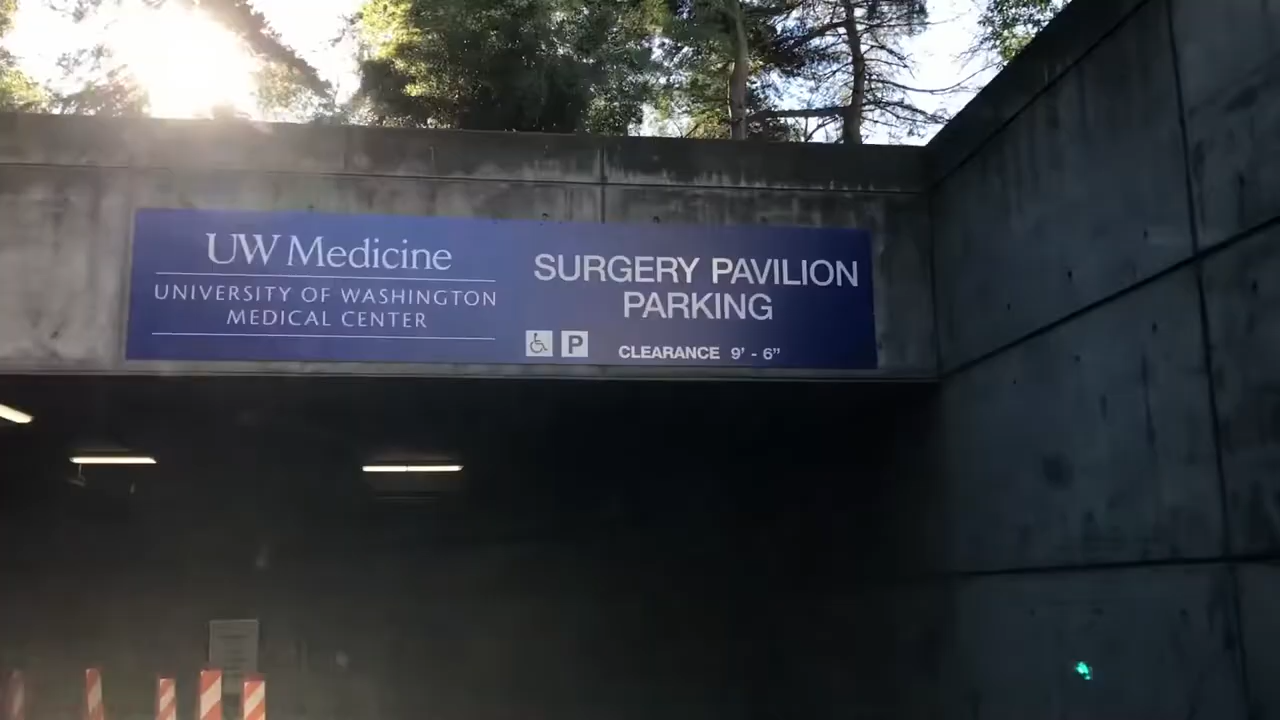 UW Medicine
UNIVERSITY OF WASHINGTON
MEDICAL CENTER
SURGERY PAVILION
PARKING
P
CLEARANCE 9' - 6"